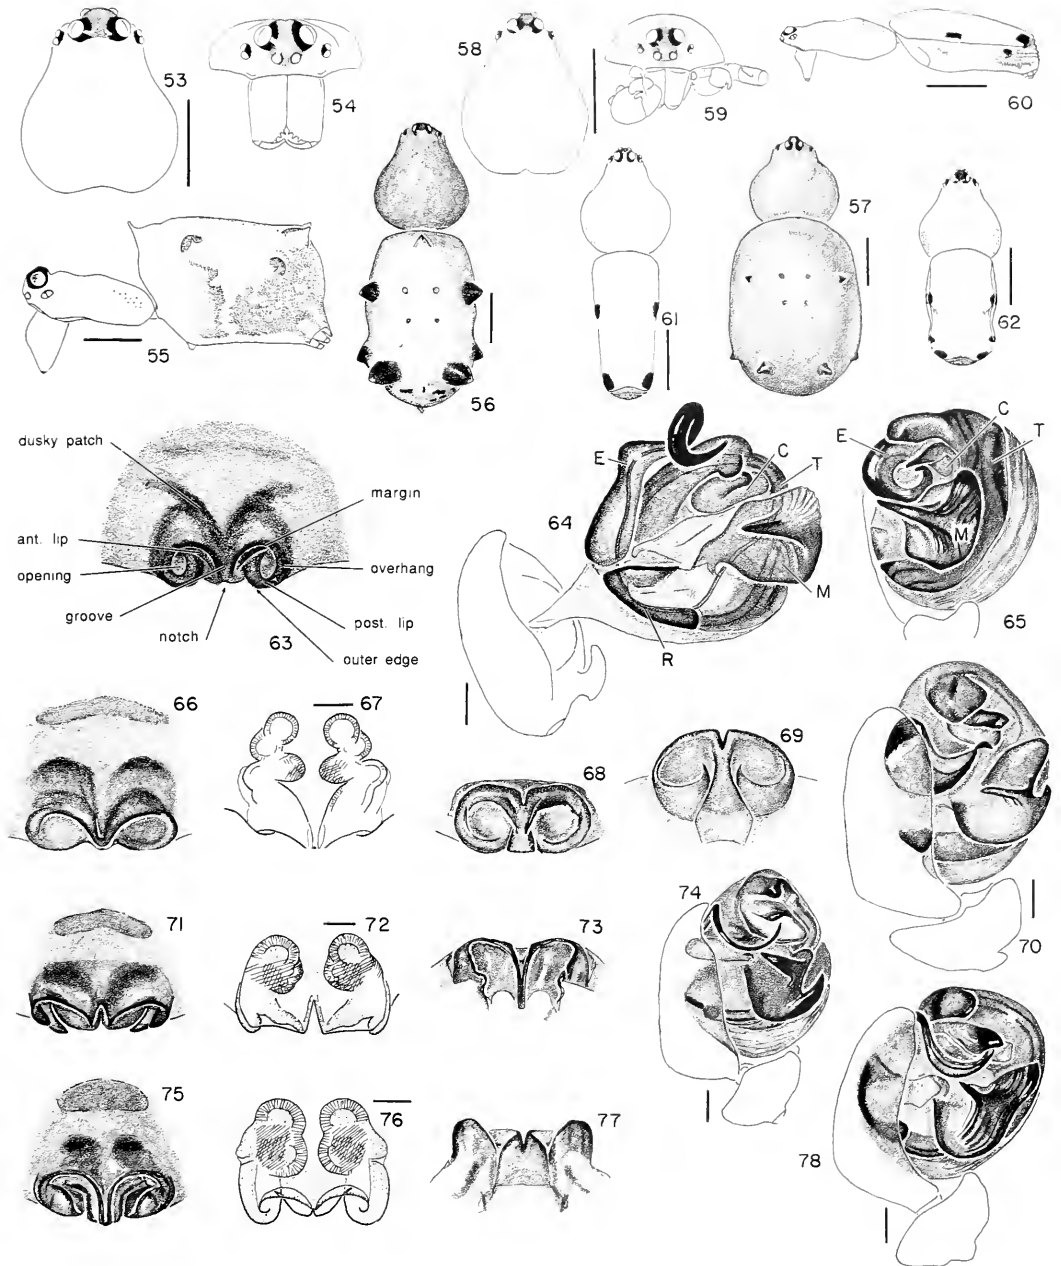 53
54
58
59
60
55
56
61
57
62
dusky patch
ant. lip
opening
groove
notch
63
margin
overhang
post. lip
outer edge
64
E
C
T
M
R
65
E
C
T
M
66
67
68
69
70
71
72
73
74
75
76
77
78